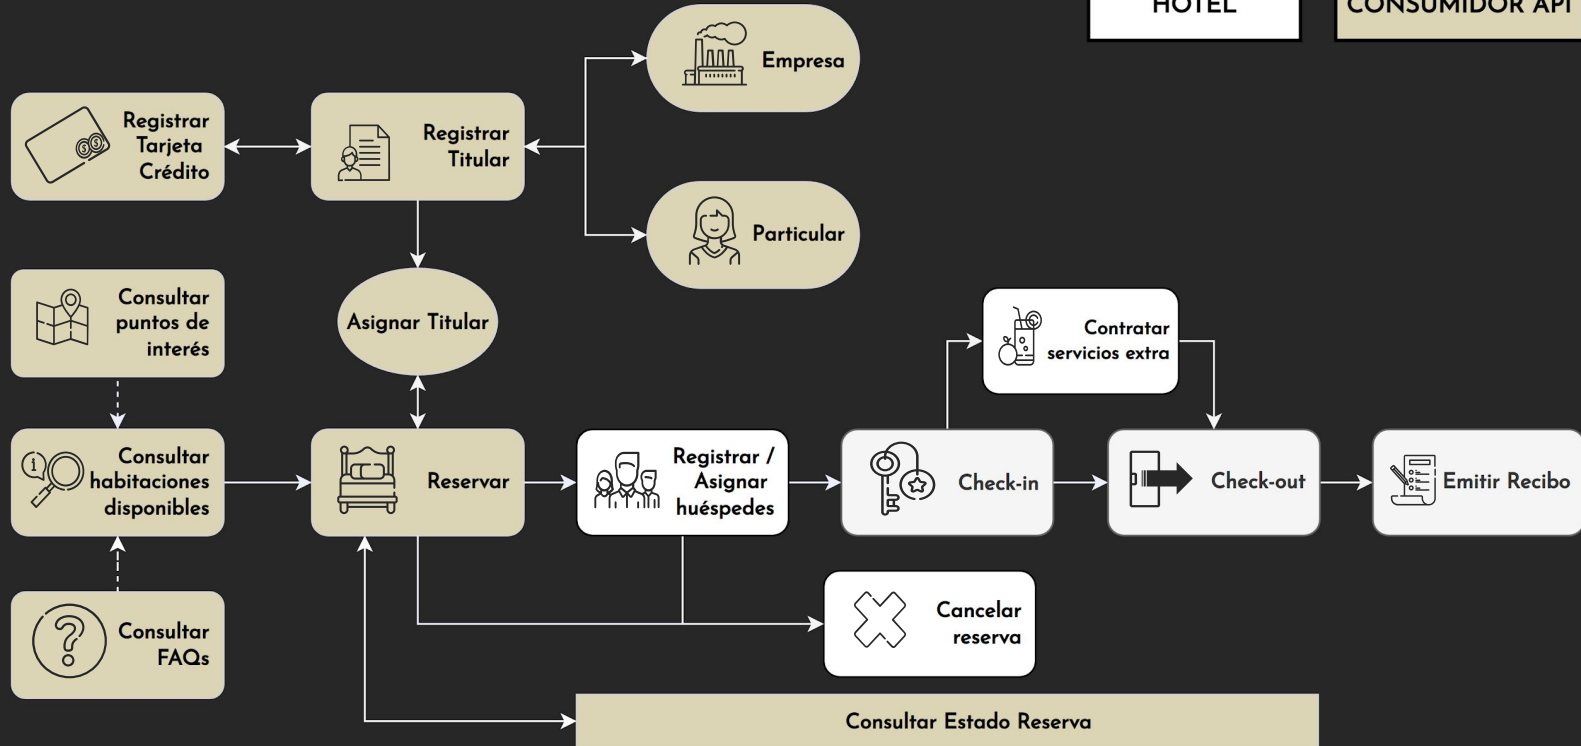 HOTEL
CONSUMIDOR API
Empresa
Registrar
Tarjeta
Crédito
Registrar
Titular
Particular
Consultar
puntos de
interés
Asignar Titular
Contratar
servicios extra
Consultar
habitaciones
disponibles
Reservar
Registrar /
Asignar
huéspedes
Check-in
Check-out
Emitir Recibo
Cancelar
reserva
Consultar
FAQs
Consultar Estado Reserva